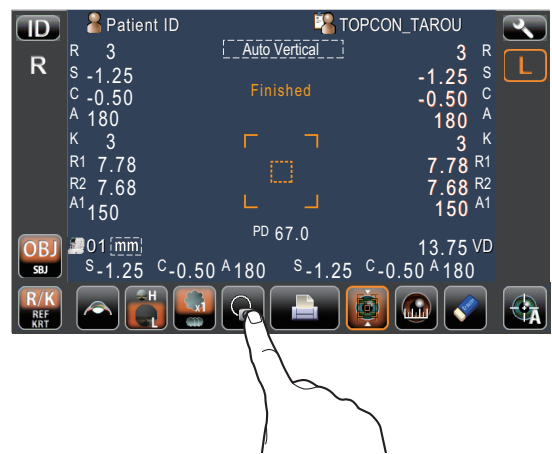 ID Patient ID TOPCON_TAROU
R L
R 3 Auto Vertical 3 R
S -1.25 -1.25 S
C -0.50 Finished -0.50 C
A 180 180 A
K 3 3 K
R1 7.78 7.78 R1
R2 7.68 7.68 R2
A1 150 150 A1
PD 67.0
OBJ 01 mm 13.75 VD
SBJ S-1.25 C-0.50 A180 S-1.25 C-0.50 A180
R/K H x1 A
REF L
KRT